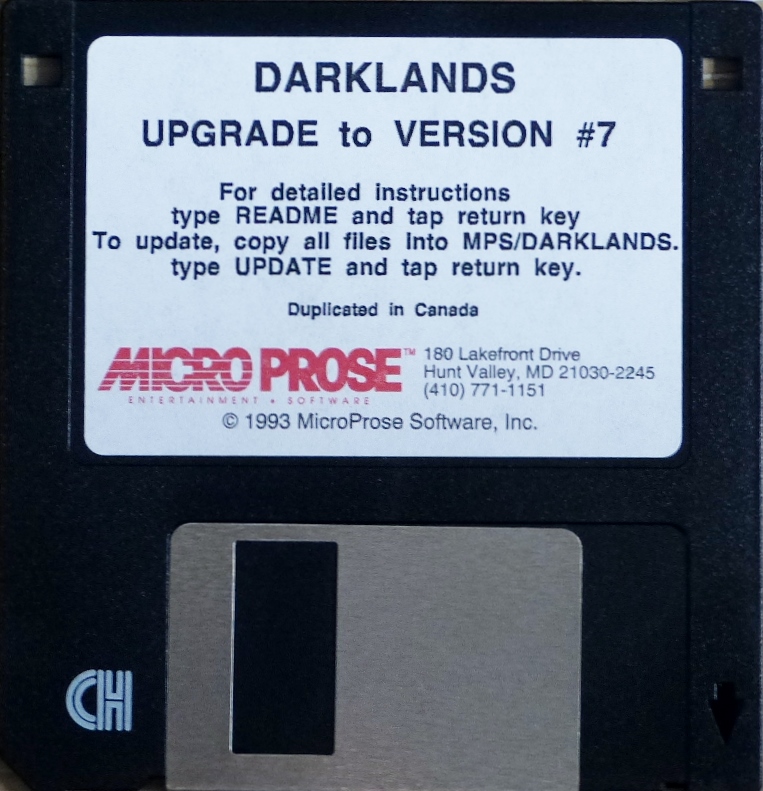 DARKLANDS
UPGRADE to VERSION #7
For detailed instructions
type README and tap return key
To update, copy all files into MPS/DARKLANDS.
type UPDATE and tap return key.
Duplicated in Canada
MICRO PROSE™
ENTERTAINMENT • SOFTWARE
180 Lakefront Drive
Hunt Valley, MD 21030-2245
(410) 771-1151
© 1993 MicroProse Software, Inc.
CH